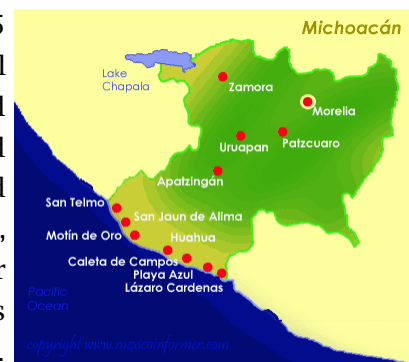 5
l
l
l
d
,
r
s
.
Michoacán
Lake
Chapala
Zamora
Morelia
Uruapan
Patzcuaro
Apatzingán
San Telmo
San Jaun de Alima
Motín de Oro
Huahua
Caleta de Campos
Playa Azul
Lázaro Cardenas
Pacific
Ocean